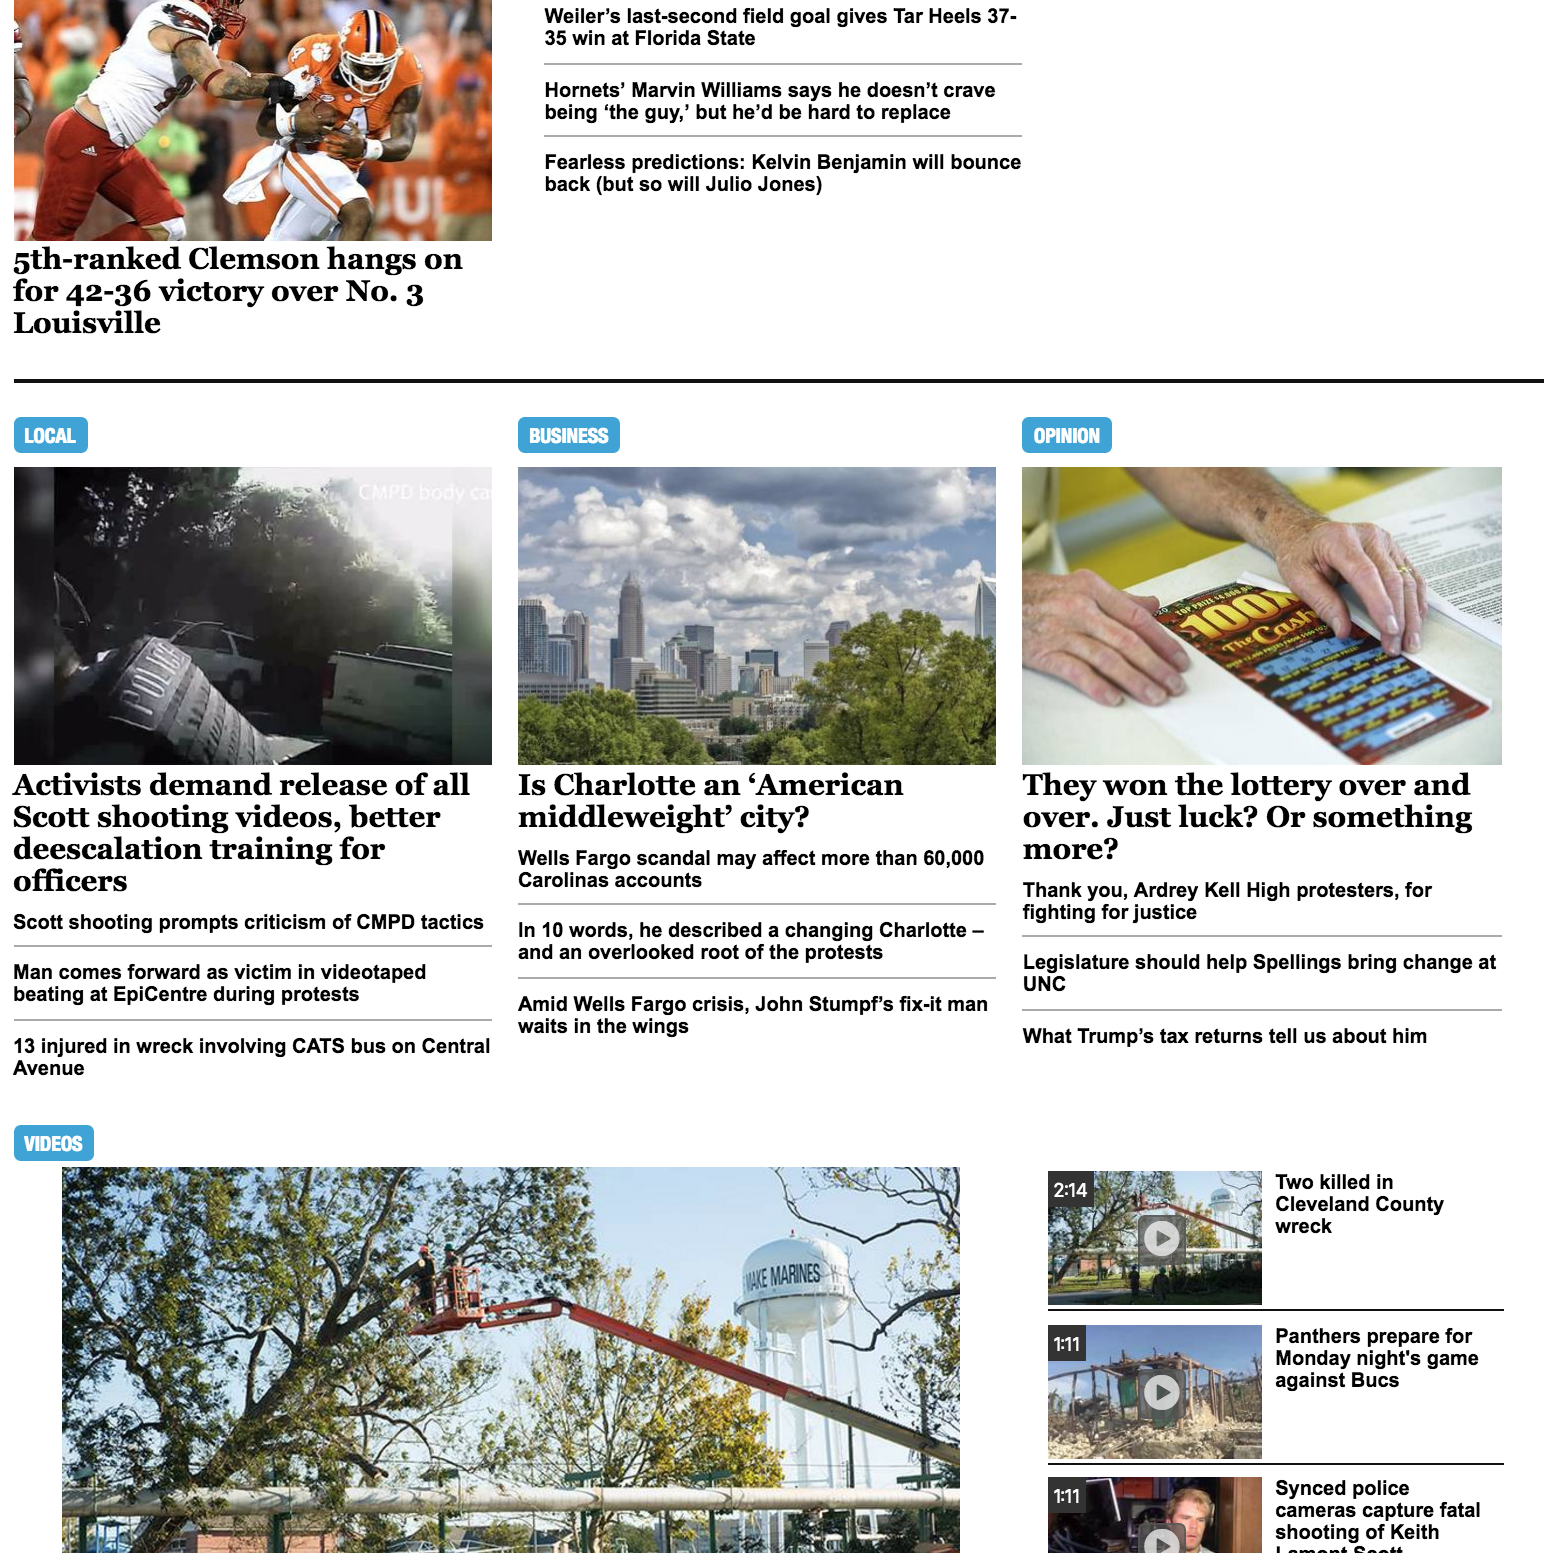 Weiler’s last-second field goal gives Tar Heels 37-
35 win at Florida State
Hornets’ Marvin Williams says he doesn’t crave
being ‘the guy,’ but he’d be hard to replace
Fearless predictions: Kelvin Benjamin will bounce
back (but so will Julio Jones)
5th-ranked Clemson hangs on
for 42-36 victory over No. 3
Louisville
LOCAL
CMPD body ca
POLICE
Activists demand release of all
Scott shooting videos, better
deescalation training for
officers
Scott shooting prompts criticism of CMPD tactics
Man comes forward as victim in videotaped
beating at EpiCentre during protests
13 injured in wreck involving CATS bus on Central
Avenue
BUSINESS
Is Charlotte an ‘American
middleweight’ city?
Wells Fargo scandal may affect more than 60,000
Carolinas accounts
In 10 words, he described a changing Charlotte –
and an overlooked root of the protests
Amid Wells Fargo crisis, John Stumpf’s fix-it man
waits in the wings
OPINION
TOP PRIZE
100X
The Cash
They won the lottery over and
over. Just luck? Or something
more?
Thank you, Ardrey Kell High protesters, for
fighting for justice
Legislature should help Spellings bring change at
UNC
What Trump’s tax returns tell us about him
VIDEOS
MAKE MARINES
2:14
Two killed in
Cleveland County
wreck
1:11
Panthers prepare for
Monday night's game
against Bucs
1:11
Synced police
cameras capture fatal
shooting of Keith
Lamont Scott